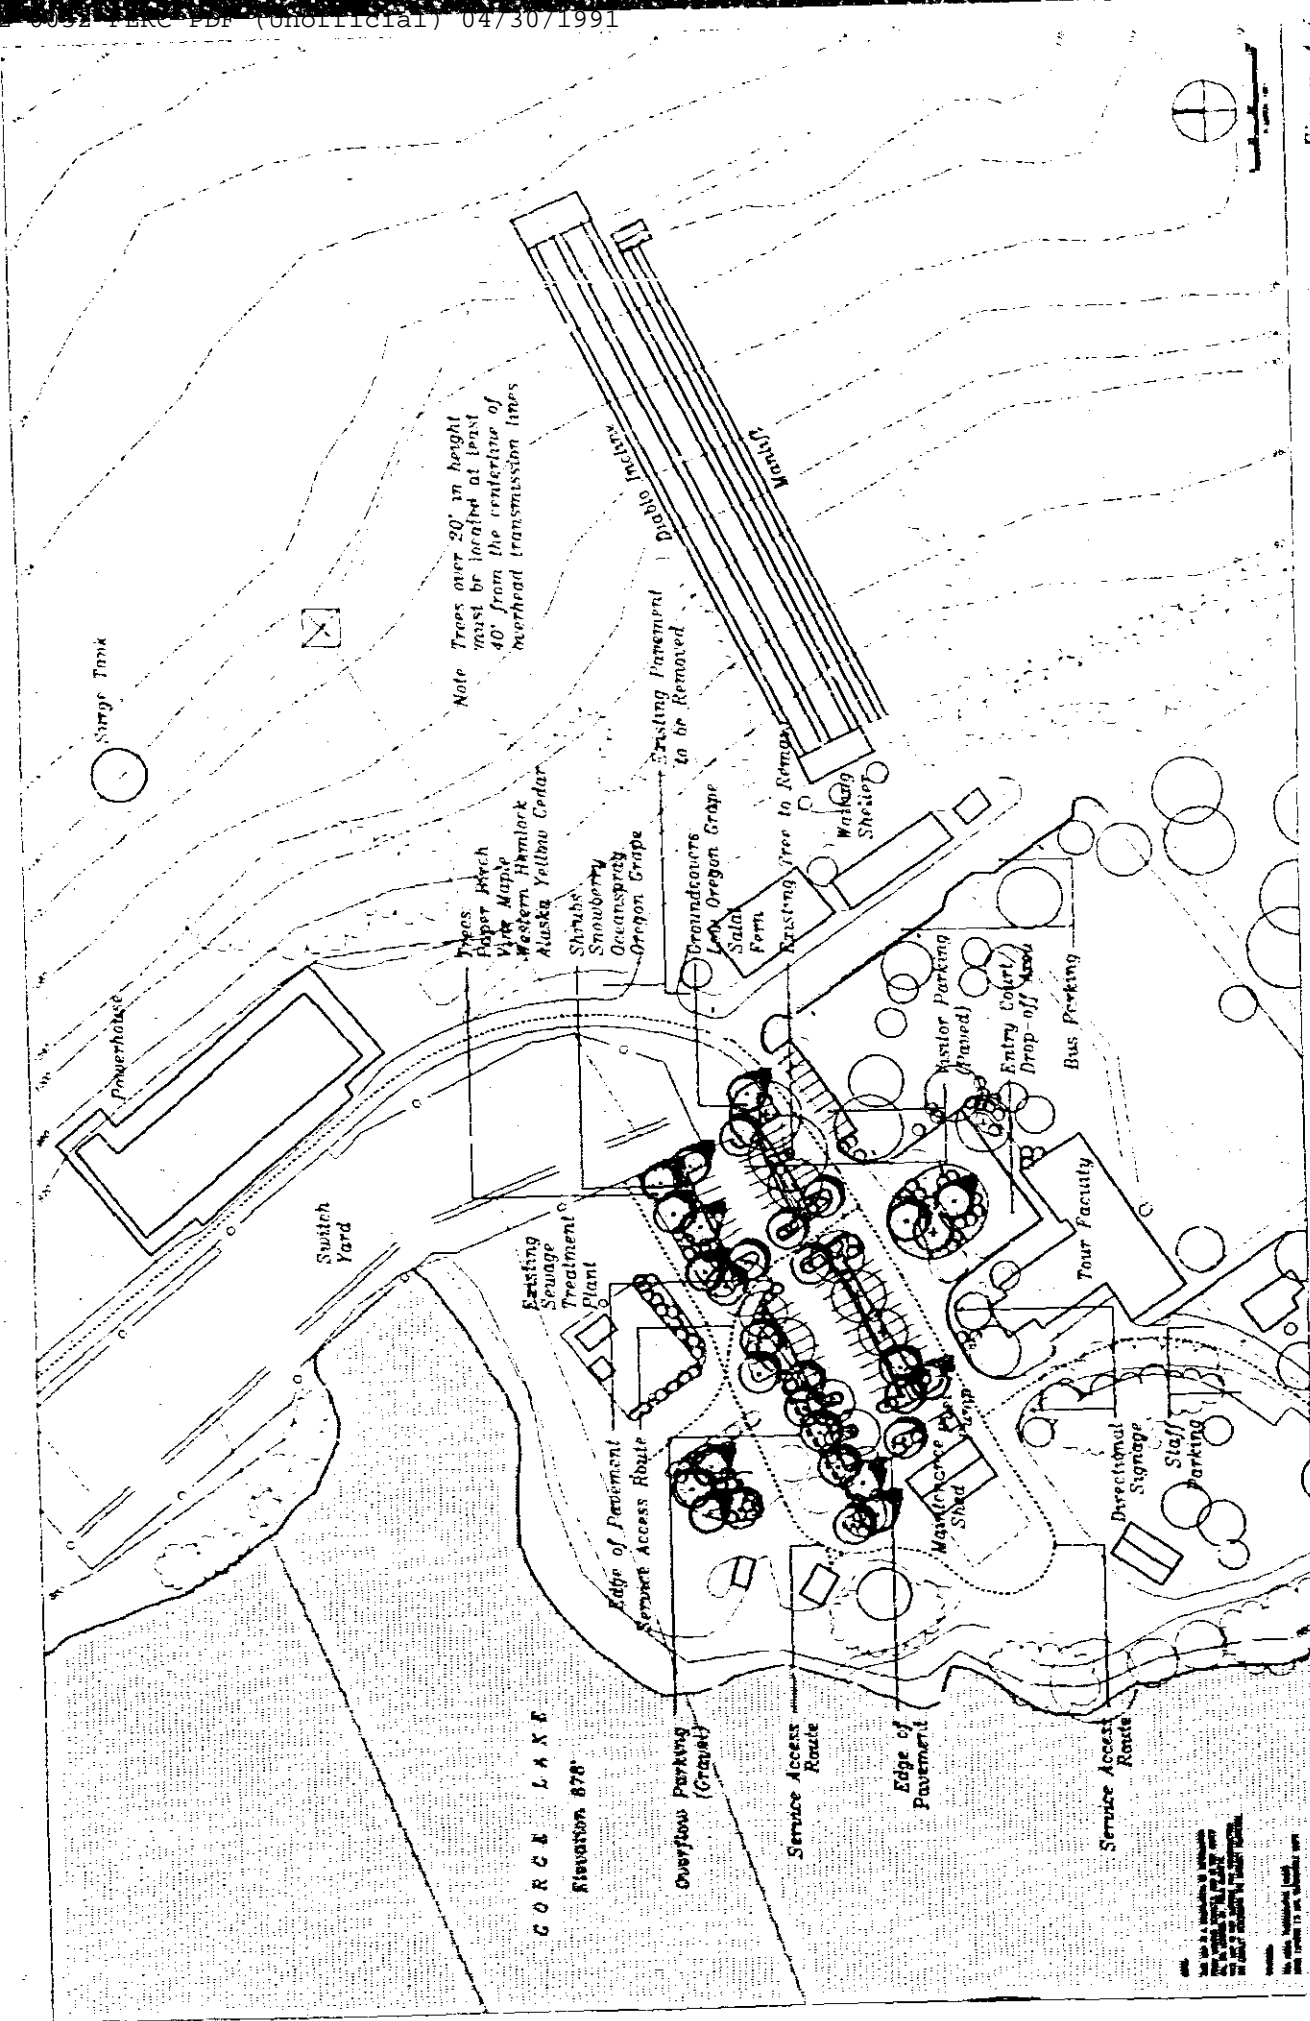 FERC PDF (Unofficial) 04/30/1991
Surge Tank
Powerhouse
Switch
Yard
Note Trees over 20' in height
must be located at least
40' from the centerline of
overhead transmission lines
Diablo Incline
Existing Pavement
to be Removed
Trees
Paper Birch
Vine Maple
Western Hemlock
Alaska Yellow Cedar
Shrubs
Snowberry
Oceanspray
Oregon Grape
Groundcovers
Low Oregon Grape
Salal
Fern
Existing Tree to Remain
Waiting
Shelter
Visitor Parking
(Paved)
Entry Court/
Drop-off Area
Bus Parking
Existing
Sewage
Treatment
Plant
Tour Facility
Edge of Pavement
Service Access Route
Maintenance
Shed
Directional
Signage
Staff
Parking
GORGE LAKE
Elevation 878'
Overflow Parking
(Gravel)
Service Access
Route
Edge of
Pavement
Service Access
Route